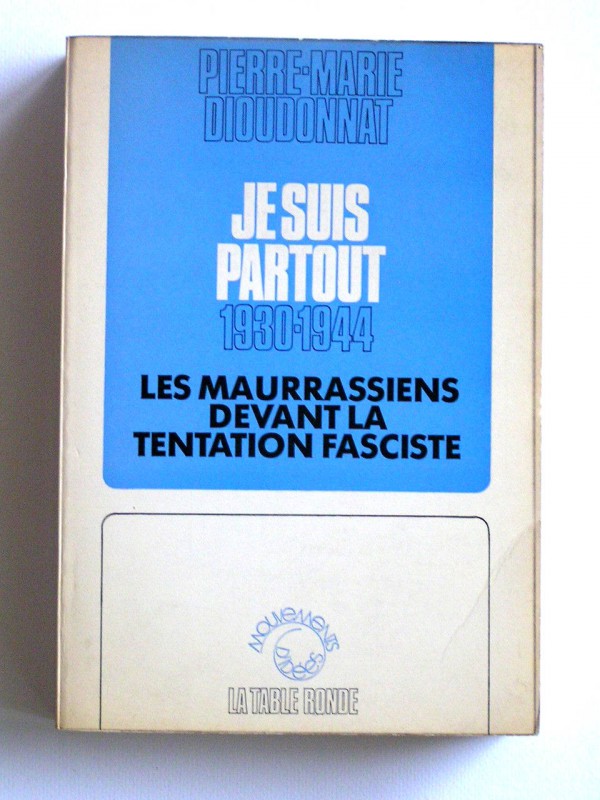 PIERRE-MARIE
DIOUDONNAT
JE SUIS
PARTOUT
1930-1944
LES MAURRASSIENS
DEVANT LA
TENTATION FASCISTE
MOUVEMENTS
D'IDÉES
LA TABLE RONDE